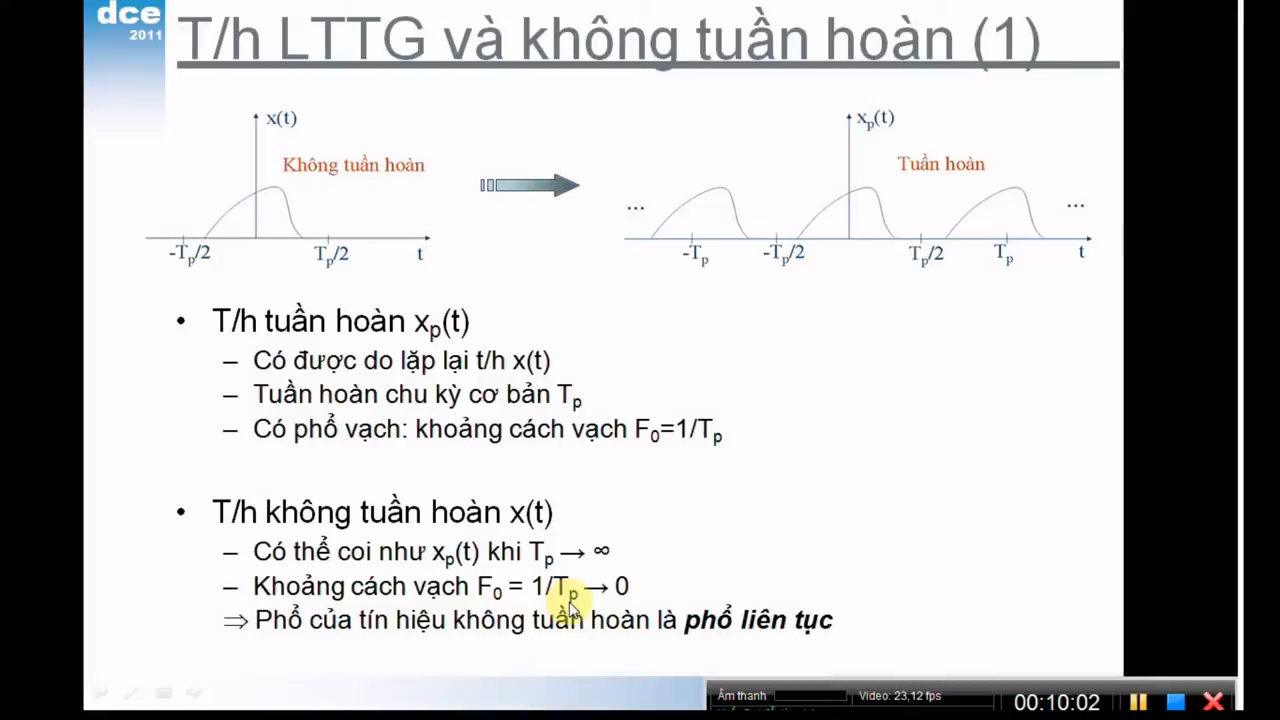 dce
2011
T/h LTTG và không tuần hoàn (1)
x(t)
Không tuần hoàn
-Tp/2
Tp/2
t
xp(t)
Tuần hoàn
...
...
-Tp
-Tp/2
Tp/2
Tp
t
• T/h tuần hoàn xp(t)
– Có được do lặp lại t/h x(t)
– Tuần hoàn chu kỳ cơ bản Tp
– Có phổ vạch: khoảng cách vạch F0=1/Tp
• T/h không tuần hoàn x(t)
– Có thể coi như xp(t) khi Tp → ∞
– Khoảng cách vạch F0 = 1/Tp → 0
⇒ Phổ của tín hiệu không tuần hoàn là phổ liên tục
Âm thanh
Video: 23,12 fps
00:10:02